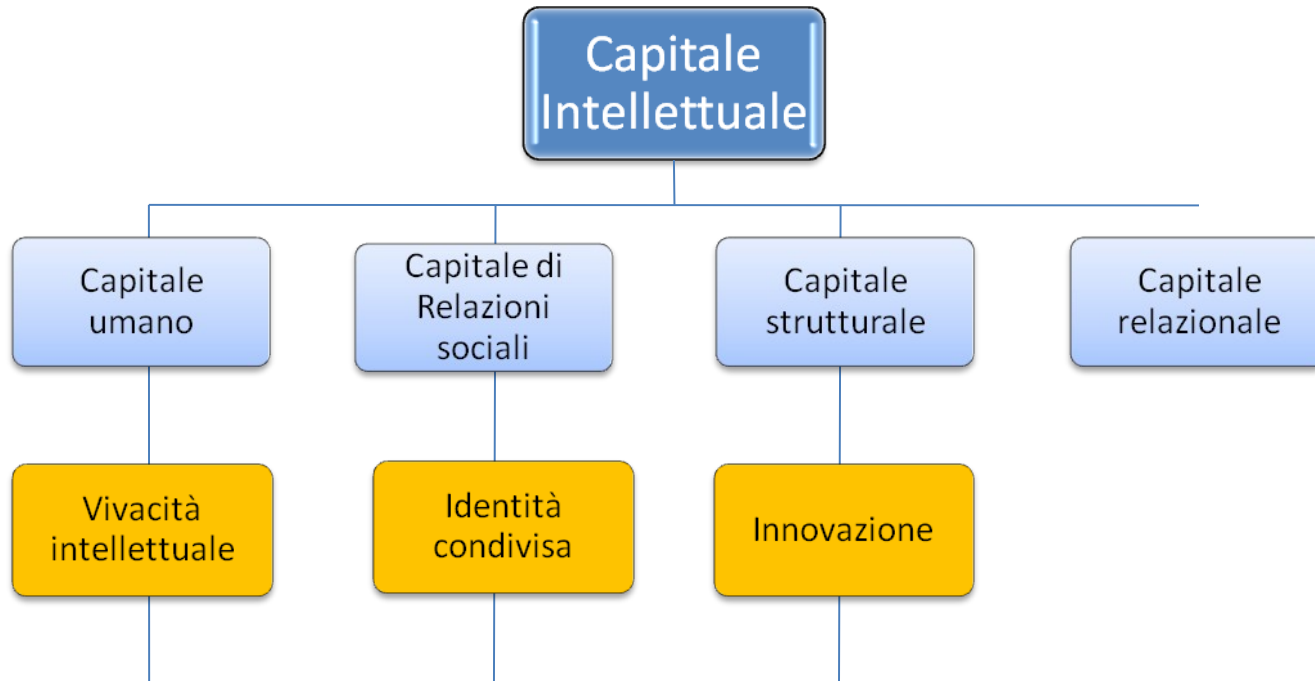 Capitale
Intellettuale
Capitale
umano
Capitale di
Relazioni
sociali
Capitale
strutturale
Capitale
relazionale
Vivacità
intellettuale
Identità
condivisa
Innovazione